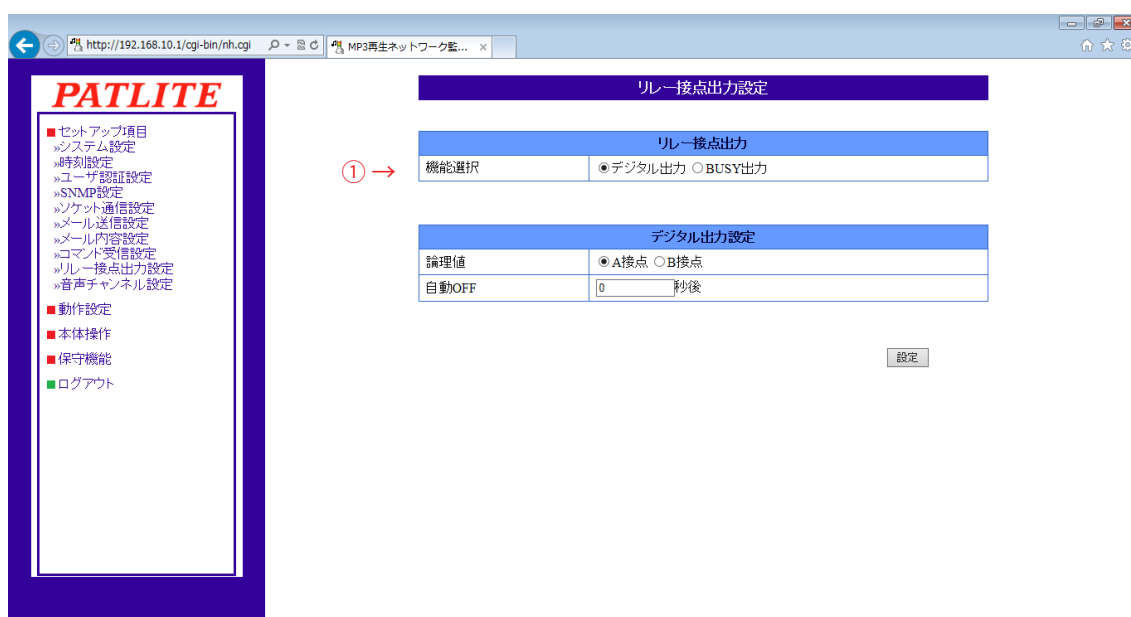 http://192.168.10.1/cgi-bin/nh.cgi
MP3再生ネットワーク監...
PATLITE
セットアップ項目
»システム設定
»時刻設定
»ユーザ認証設定
»SNMP設定
»ソケット通信設定
»メール送信設定
»メール内容設定
»コマンド受信設定
»リレー接点出力設定
»音声チャンネル設定
動作設定
本体操作
保守機能
ログアウト
リレー接点出力設定
リレー接点出力
① → 機能選択 デジタル出力 BUSY出力
デジタル出力設定
論理値 A接点 B接点
自動OFF 0 秒後
設定